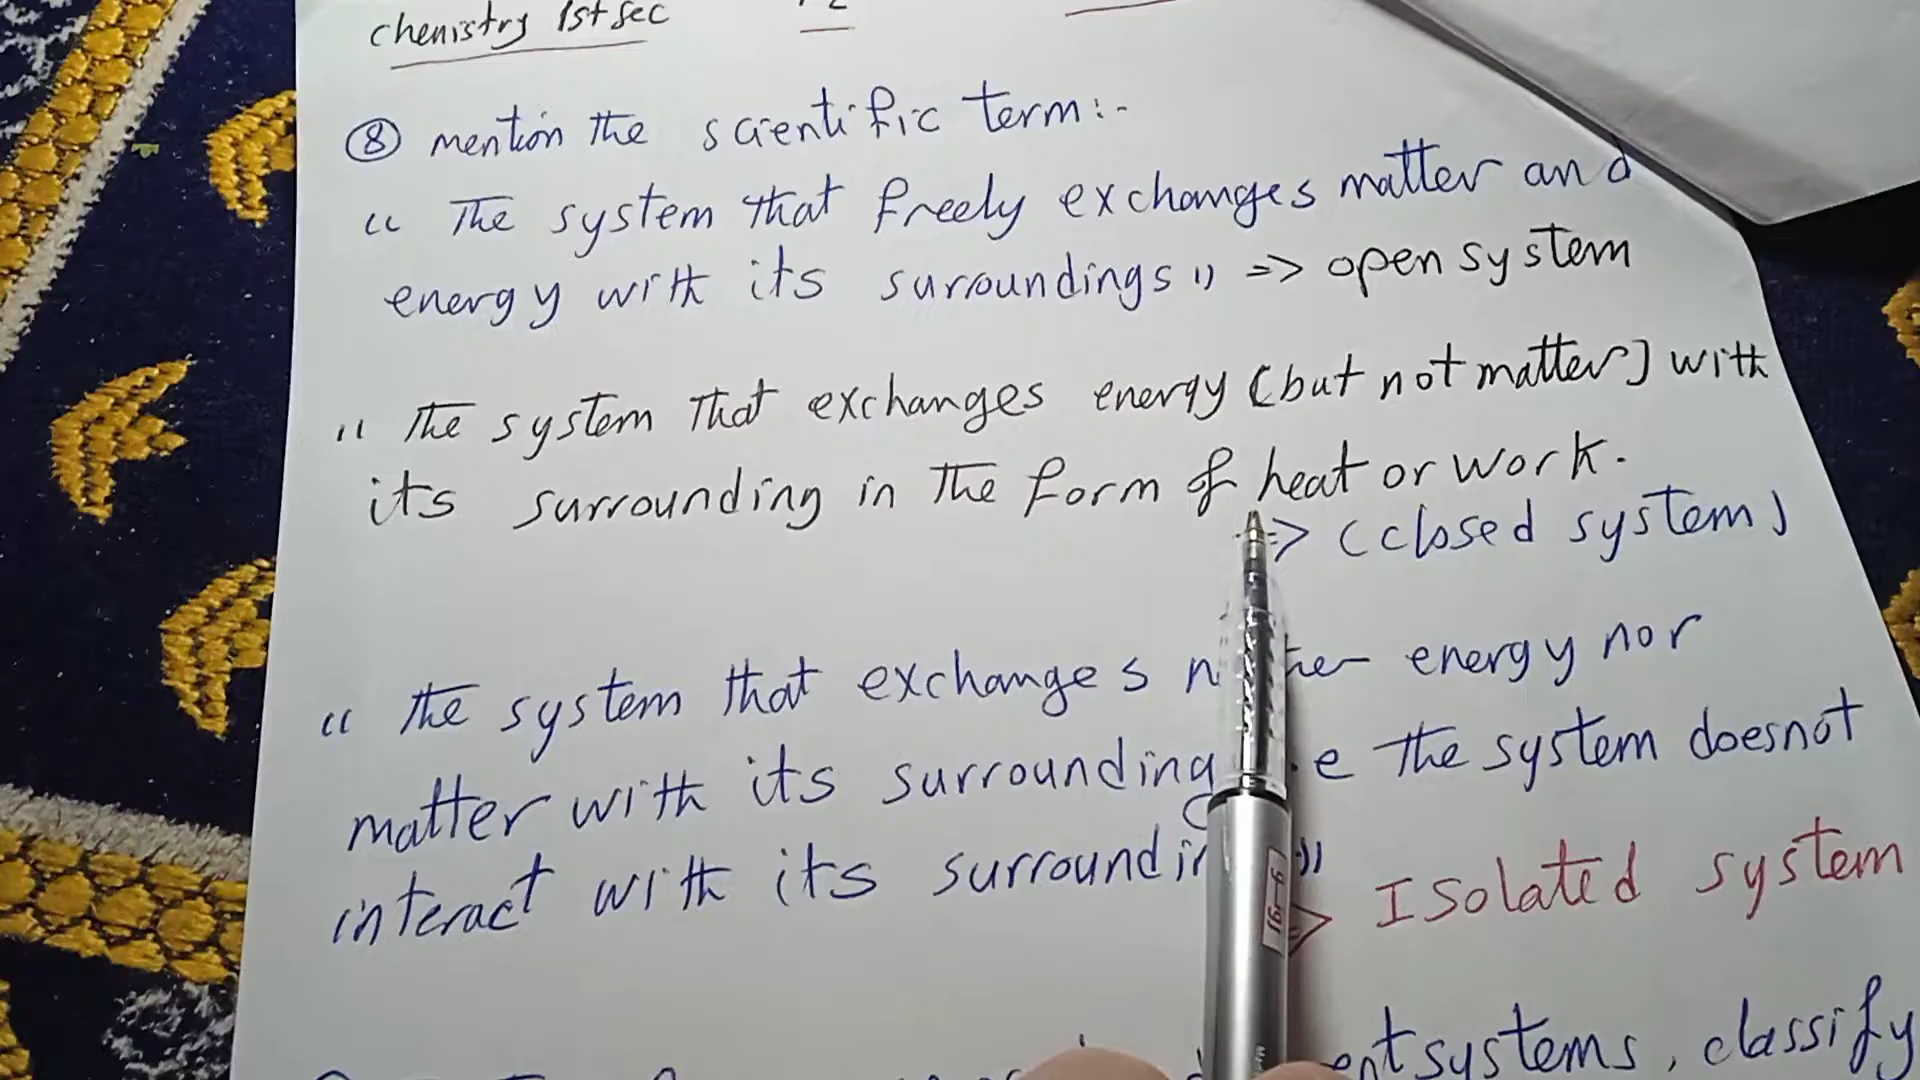 chemistry 1st sec
⑧ mention the scientific term:-
“ The system that freely exchanges matter and
energy with its surroundings” => open system
“ the system that exchanges energy (but not matter) with
its surrounding in the form of heat or work.
=> (closed system)
“ the system that exchanges energy nor
matter with its surrounding the system doesnot
interact with its ”
=> Isolated system
systems, classify